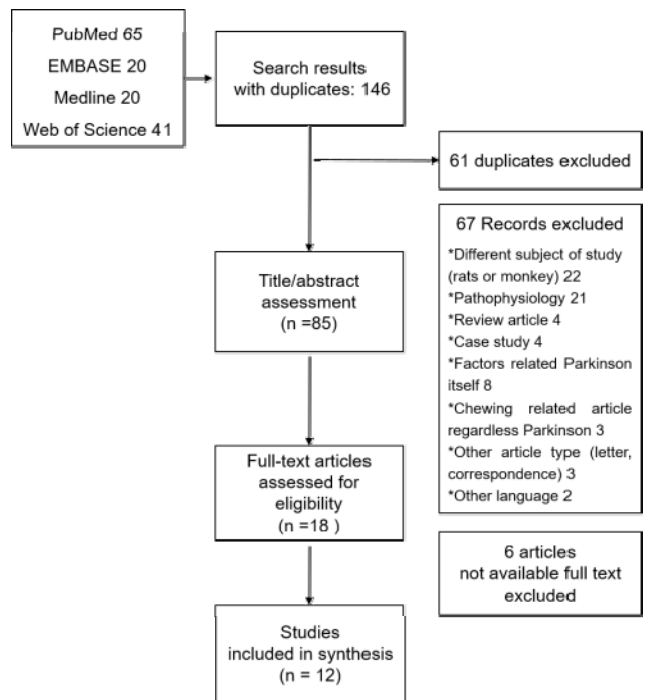 PubMed 65
EMBASE 20
Medline 20
Web of Science 41
Search results
with duplicates: 146
61 duplicates excluded
67 Records excluded
*Different subject of study
(rats or monkey) 22
*Pathophysiology 21
*Review article 4
*Case study 4
*Factors related Parkinson
itself 8
*Chewing related article
regardless Parkinson 3
*Other article type (letter,
correspondence) 3
*Other language 2
Title/abstract
assessment
(n =85)
Full-text articles
assessed for
eligibility
(n =18 )
6 articles
not available full text
excluded
Studies
included in synthesis
(n = 12)